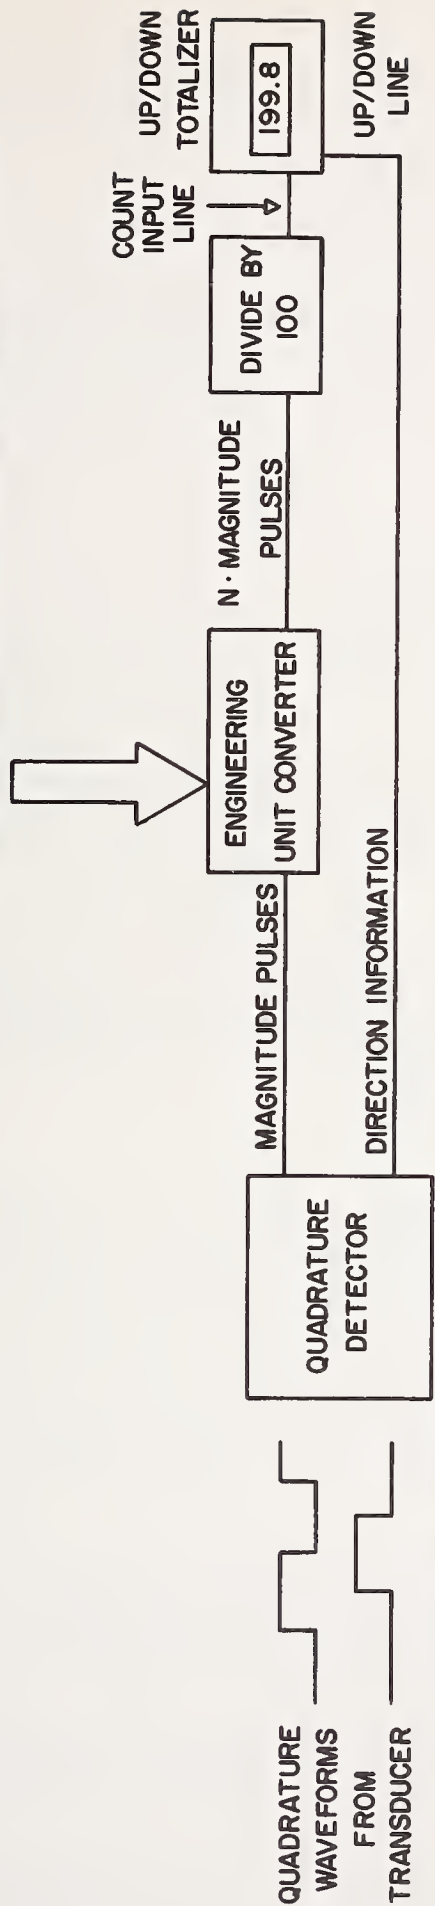 QUADRATURE
WAVEFORMS
FROM
TRANSDUCER
QUADRATURE
DETECTOR
MAGNITUDE PULSES
DIRECTION INFORMATION
ENGINEERING
UNIT CONVERTER
N · MAGNITUDE
PULSES
DIVIDE BY
100
COUNT
INPUT
LINE
UP/DOWN
TOTALIZER
199.8
UP/DOWN
LINE